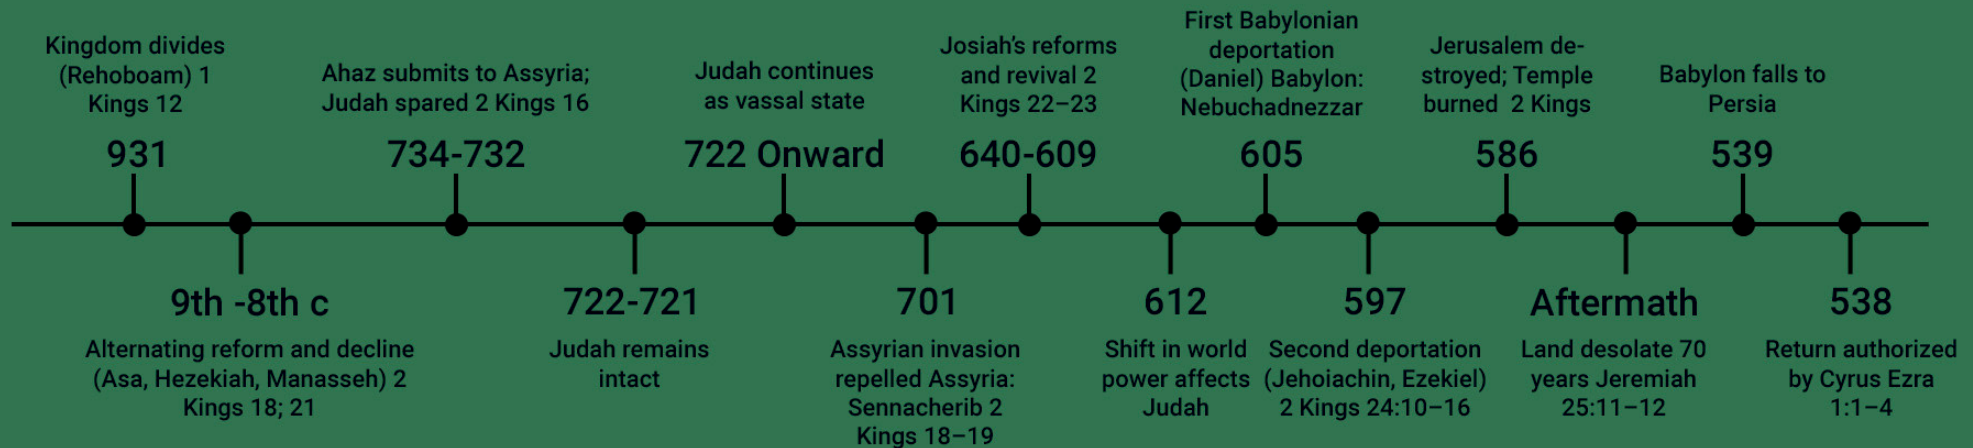 Kingdom divides
(Rehoboam) 1
Kings 12
931
9th -8th c
Alternating reform and decline
(Asa, Hezekiah, Manasseh) 2
Kings 18; 21
Ahaz submits to Assyria;
Judah spared 2 Kings 16
734-732
722-721
Judah remains
intact
Judah continues
as vassal state
722 Onward
701
Assyrian invasion
repelled Assyria:
Sennacherib 2
Kings 18–19
Josiah’s reforms
and revival 2
Kings 22–23
640-609
612
Shift in world
power affects
Judah
First Babylonian
deportation
(Daniel) Babylon:
Nebuchadnezzar
605
597
Second deportation
(Jehoiachin, Ezekiel)
2 Kings 24:10–16
Jerusalem de-
stroyed; Temple
burned  2 Kings
586
Aftermath
Land desolate 70
years Jeremiah
25:11–12
Babylon falls to
Persia
539
538
Return authorized
by Cyrus Ezra
1:1–4